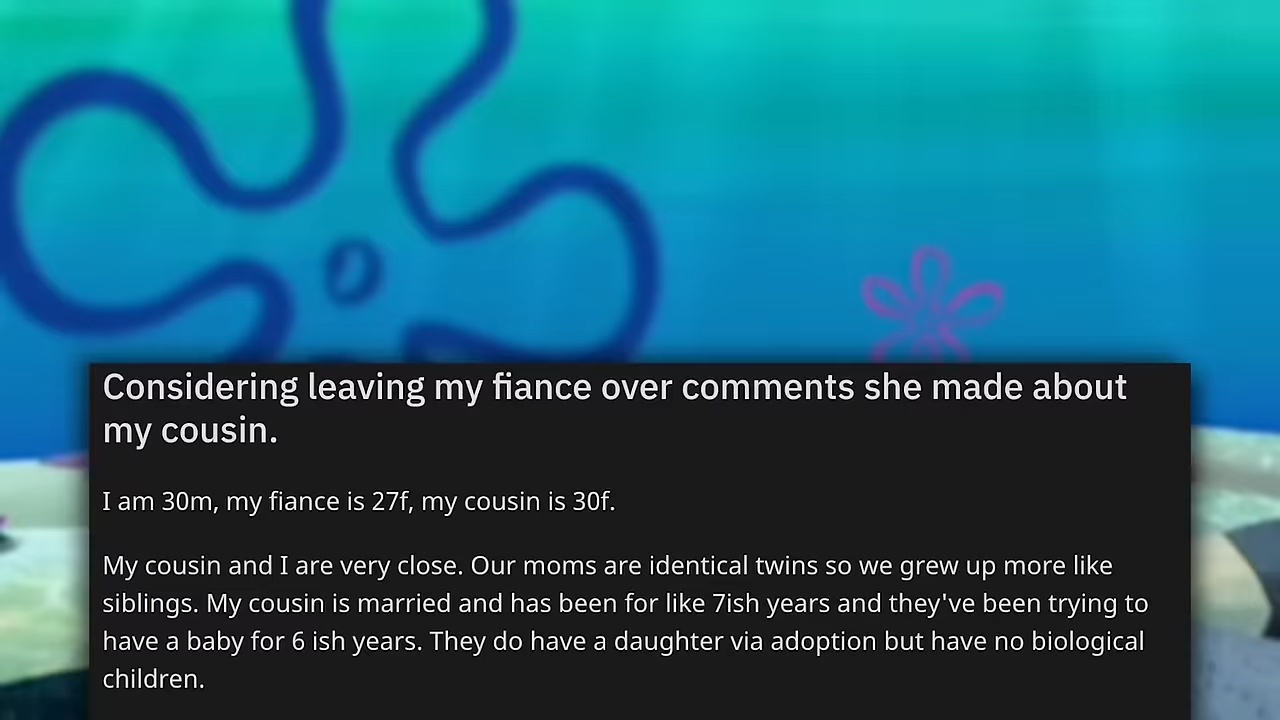 Considering leaving my fiance over comments she made about
my cousin.
I am 30m, my fiance is 27f, my cousin is 30f.
My cousin and I are very close. Our moms are identical twins so we grew up more like
siblings. My cousin is married and has been for like 7ish years and they've been trying to
have a baby for 6 ish years. They do have a daughter via adoption but have no biological
children.